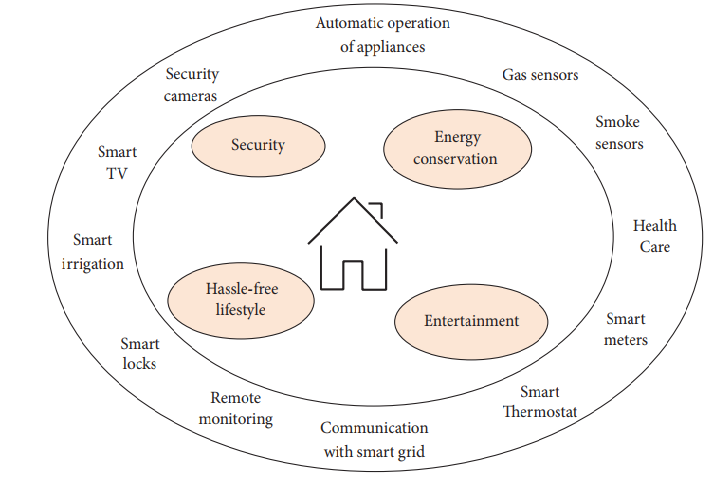 Automatic operation
of appliances
Security
cameras
Gas sensors
Smoke
sensors
Security
Energy
conservation
Smart
TV
Health
Care
Smart
irrigation
Hassle-free
lifestyle
Entertainment
Smart
meters
Smart
locks
Remote
monitoring
Smart
Thermostat
Communication
with smart grid